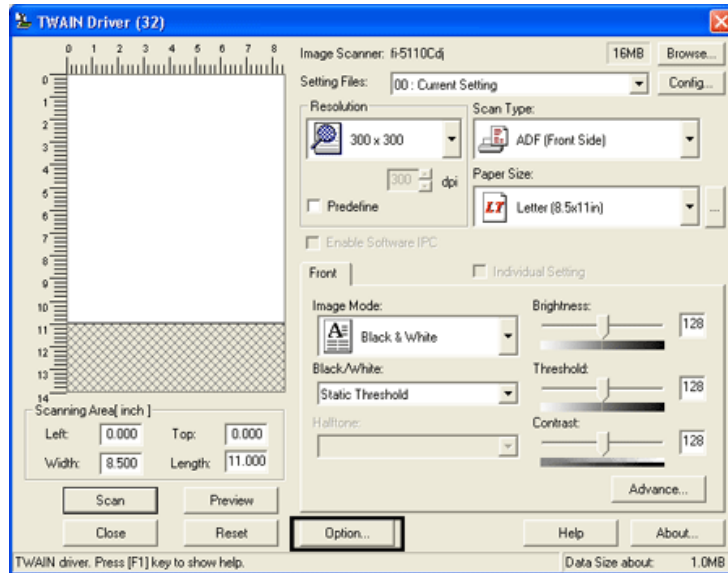 TWAIN Driver (32)
0 1 2 3 4 5 6 7 8
0
1
2
3
4
5
6
7
8
9
10
11
12
13
14
Image Scanner: fi-5110Cdj
16MB
Browse...
Setting Files:
00 : Current Setting
Config...
Resolution
300 x 300
300
dpi
Predefine
Scan Type:
ADF (Front Side)
Paper Size:
LT
Letter (8.5x11in)
...
Enable Software IPC
Front
Individual Setting
Image Mode:
A
Black & White
Black/White:
Static Threshold
Halftone:
Brightness:
128
Threshold:
128
Contrast:
128
Advance...
Scanning Area[ inch ]
Left: 0.000 Top: 0.000
Width: 8.500 Length: 11.000
Scan
Preview
Close
Reset
Option...
Help
About...
TWAIN driver. Press [F1] key to show help.
Data Size about: 1.0MB